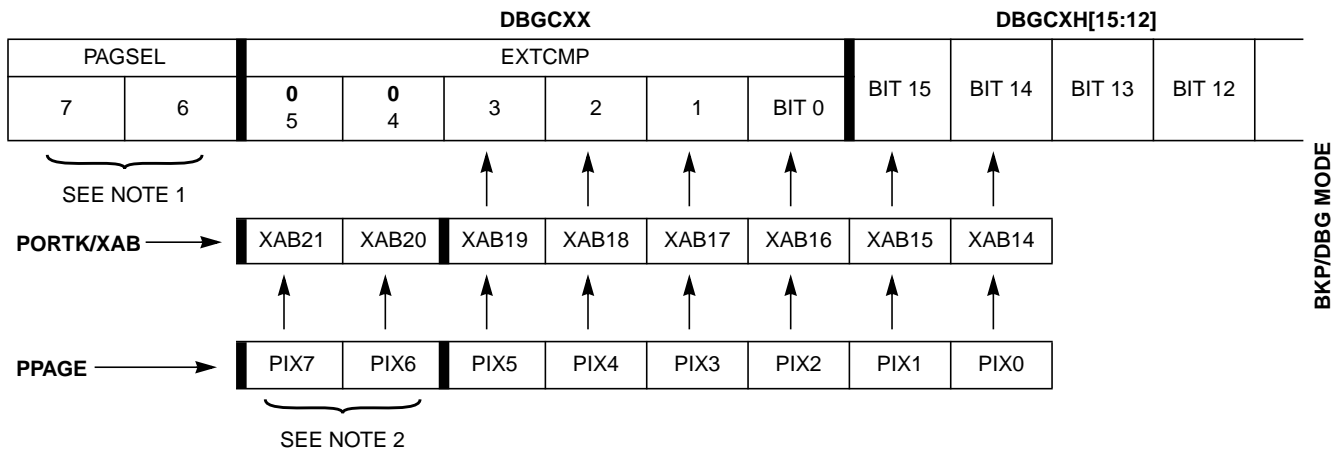 DBGCXX DBGCXH[15:12]
PAGSEL EXTCMP
7 6 0 5 0 4 3 2 1 BIT 0 BIT 15 BIT 14 BIT 13 BIT 12
SEE NOTE 1
PORTK/XAB XAB21 XAB20 XAB19 XAB18 XAB17 XAB16 XAB15 XAB14
PPAGE PIX7 PIX6 PIX5 PIX4 PIX3 PIX2 PIX1 PIX0
SEE NOTE 2
BKP/DBG MODE